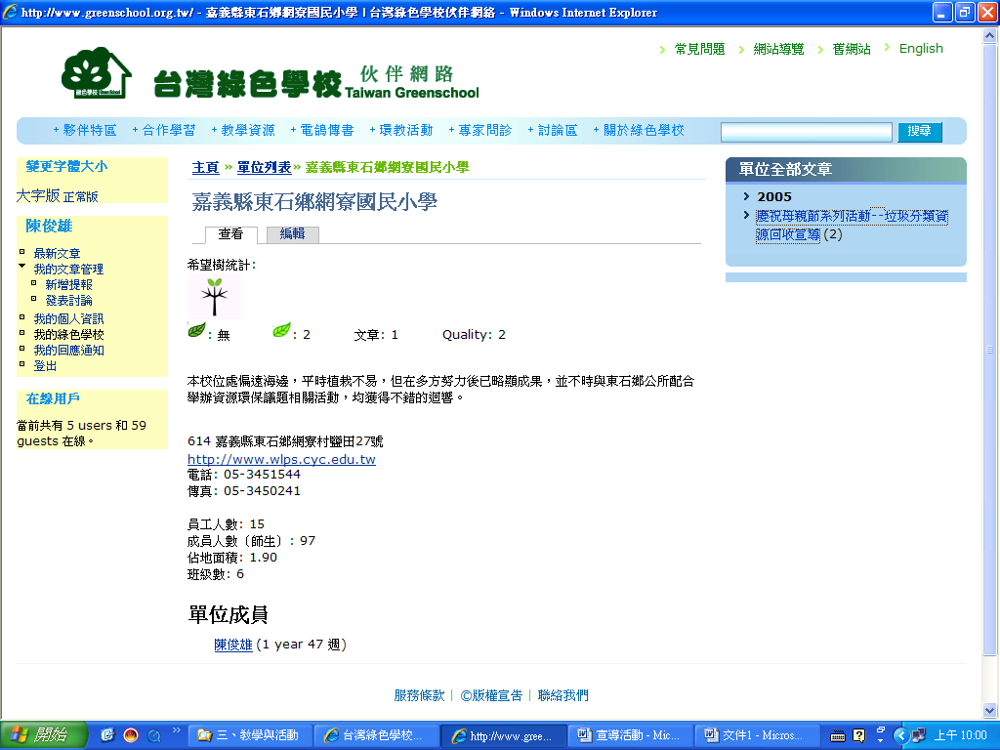 http://www.greenschool.org.tw/ - 嘉義縣東石鄉網寮國民小學 | 台灣綠色學校伙伴網絡 - Windows Internet Explorer
常見問題 網站導覽 舊網站 English
綠色學校 Green School
台灣綠色學校 伙伴網路
Taiwan Greenschool
+ 夥伴特區 + 合作學習 + 教學資源 + 電鴿傳書 + 環教活動 + 專家問診 + 討論區 + 關於綠色學校 搜尋
變更字體大小
大字版 正常版
陳俊雄
最新文章
我的文章管理
新增提報
發表討論
我的個人資訊
我的綠色學校
我的回應通知
登出
在線用戶
當前共有 5 users 和 59
guests 在線。
主頁 » 單位列表» 嘉義縣東石鄉網寮國民小學
嘉義縣東石鄉網寮國民小學
查看 編輯
希望樹統計:
: 無 : 2 文章: 1 Quality: 2
本校位處偏遠海邊，平時植栽不易，但在多方努力後已略顯成果，並不時與東石鄉公所配合
舉辦資源環保議題相關活動，均獲得不錯的迴響。
614 嘉義縣東石鄉網寮村鹽田27號
http://www.wlps.cyc.edu.tw
電話: 05-3451544
傳真: 05-3450241
員工人數: 15
成員人數〔師生〕: 97
佔地面積: 1.90
班級數: 6
單位成員
陳俊雄 (1 year 47 週)
單位全部文章
2005
慶祝母親節系列活動--垃圾分類資
源回收宣導 (2)
服務條款 | ©版權宣告 | 聯絡我們
開始 三、教學與活動 台灣綠色學校... http://www.gree... 宣導活動 - Mic... 文件1 - Micros... 上午 10:00